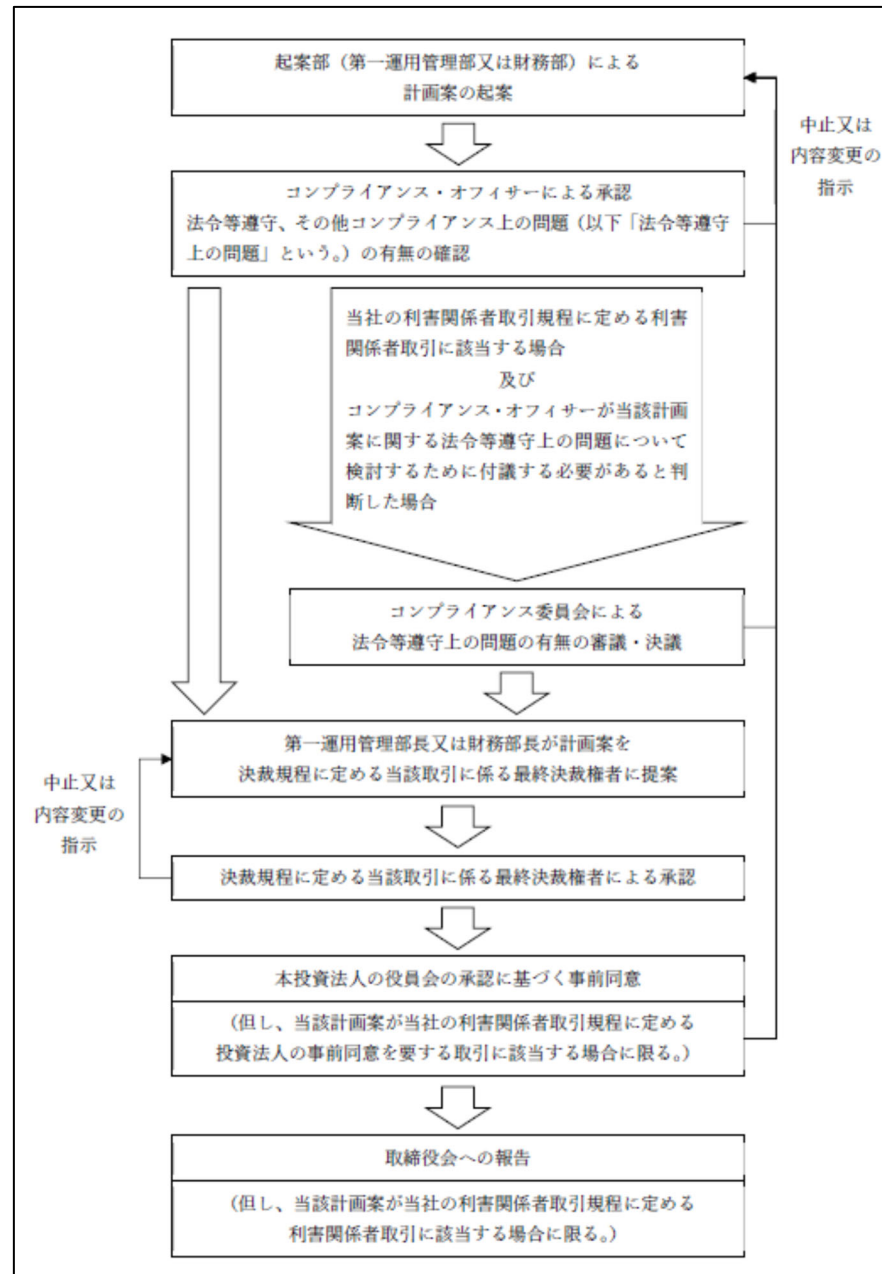 起案部（第一運用管理部又は財務部）による
計画案の起案
中止又は
内容変更の
指示
コンプライアンス・オフィサーによる承認
法令等遵守、その他コンプライアンス上の問題（以下「法令等遵守
上の問題」という。）の有無の確認
当社の利害関係者取引規程に定める利害
関係者取引に該当する場合
及び
コンプライアンス・オフィサーが当該計画
案に関する法令等遵守上の問題について
検討するために付議する必要があると判
断した場合
コンプライアンス委員会による
法令等遵守上の問題の有無の審議・決議
第一運用管理部長又は財務部長が計画案を
決裁規程に定める当該取引に係る最終決裁権者に提案
中止又は
内容変更の
指示
決裁規程に定める当該取引に係る最終決裁権者による承認
本投資法人の役員会の承認に基づく事前同意
（但し、当該計画案が当社の利害関係者取引規程に定める
投資法人の事前同意を要する取引に該当する場合に限る。）
取締役会への報告
（但し、当該計画案が当社の利害関係者取引規程に定める
利害関係者取引に該当する場合に限る。）